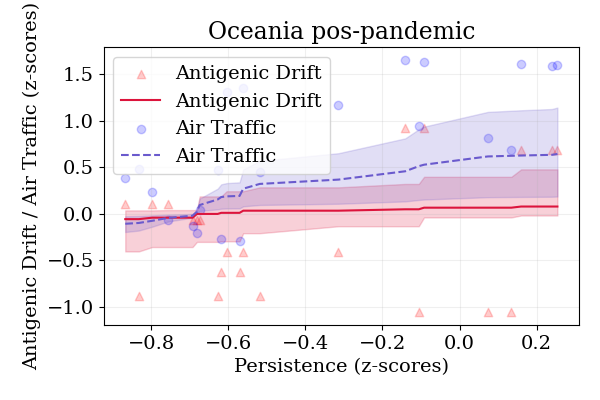 Oceania pos-pandemic
Antigenic Drift / Air Traffic (z-scores)
1.5
1.0
0.5
0.0
−0.5
−1.0
Antigenic Drift
Antigenic Drift
Air Traffic
Air Traffic
−0.8
−0.6
−0.4
−0.2
0.0
0.2
Persistence (z-scores)